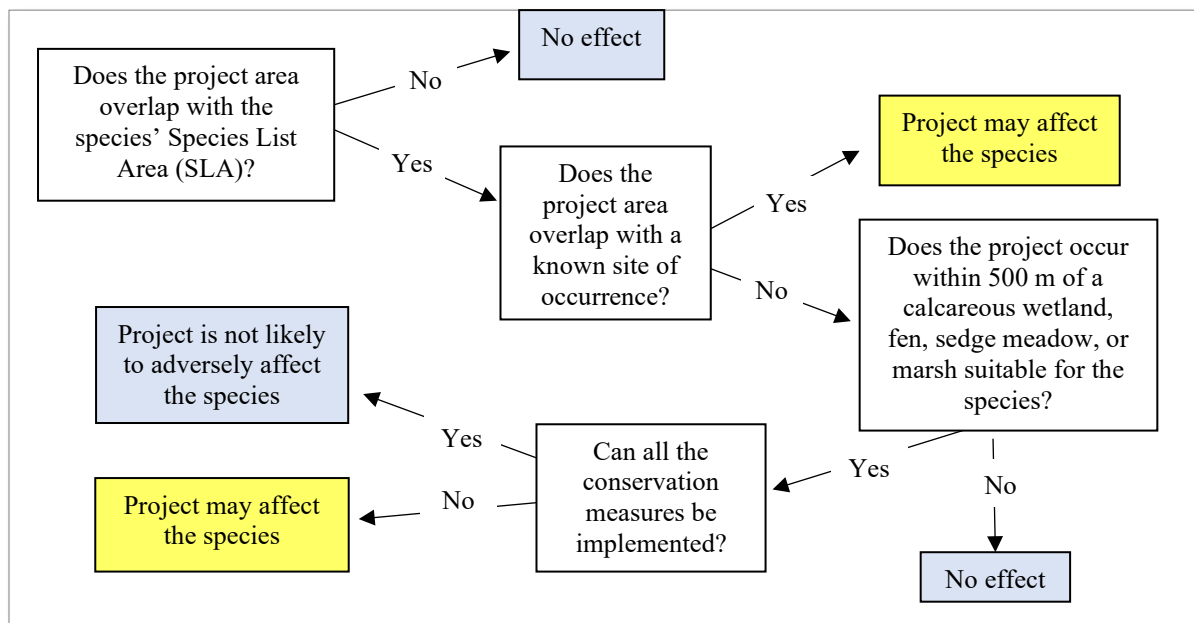 No effect
Does the project area
overlap with the
species’ Species List
Area (SLA)?
No
Yes
Does the
project area
overlap with a
known site of
occurrence?
Yes
Project may affect
the species
No
Does the project occur
within 500 m of a
calcareous wetland,
fen, sedge meadow, or
marsh suitable for the
species?
Yes
No
No effect
Can all the
conservation
measures be
implemented?
Yes
Project is not likely
to adversely affect
the species
No
Project may affect
the species